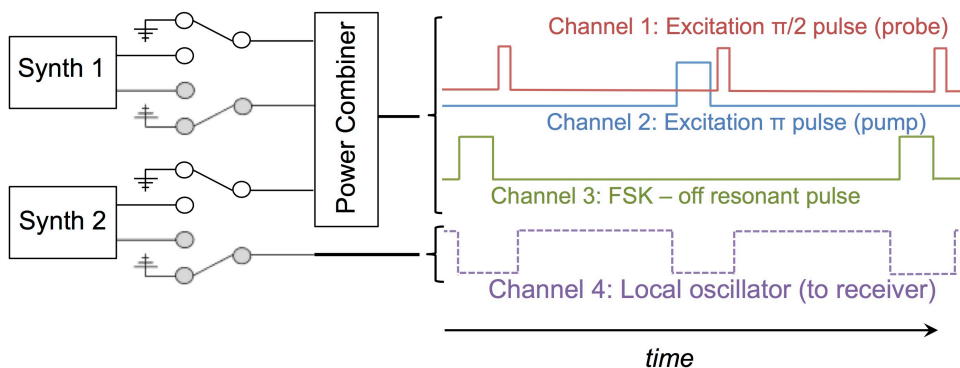 Synth 1
Synth 2
Power Combiner
Channel 1: Excitation π/2 pulse (probe)
Channel 2: Excitation π pulse (pump)
Channel 3: FSK – off resonant pulse
Channel 4: Local oscillator (to receiver)
time